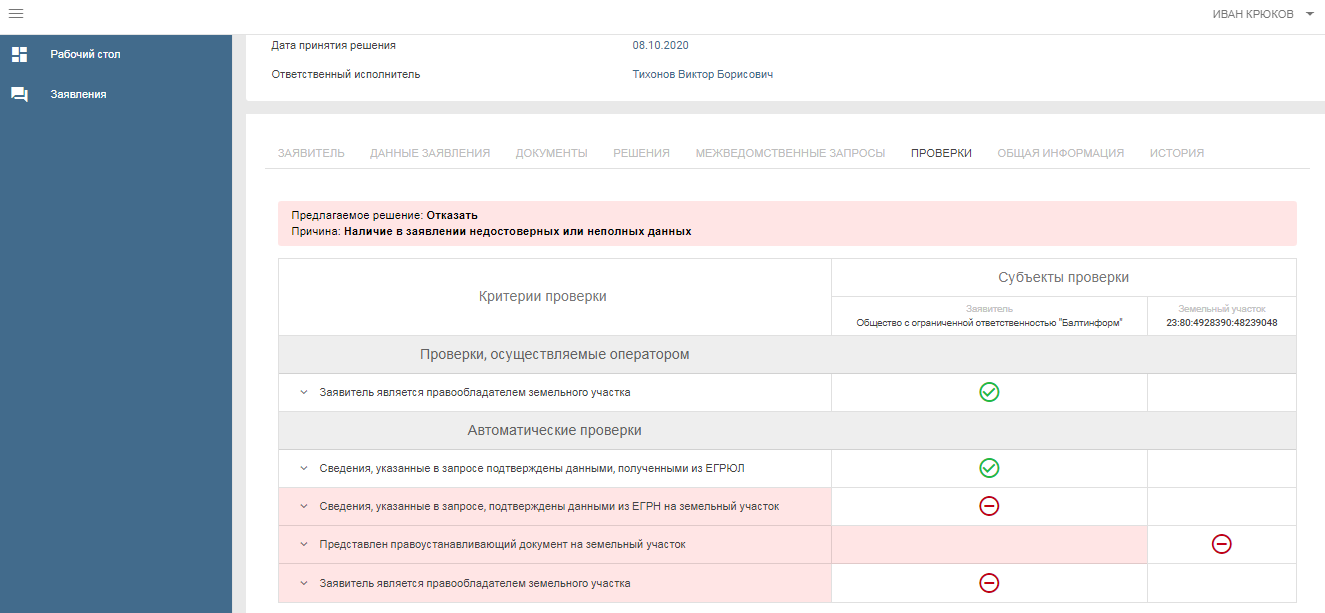 ИВАН КРЮКОВ
Рабочий стол
Заявления
Дата принятия решения 08.10.2020
Ответственный исполнитель Тихонов Виктор Борисович
ЗАЯВИТЕЛЬ ДАННЫЕ ЗАЯВЛЕНИЯ ДОКУМЕНТЫ РЕШЕНИЯ МЕЖВЕДОМСТВЕННЫЕ ЗАПРОСЫ ПРОВЕРКИ ОБЩАЯ ИНФОРМАЦИЯ ИСТОРИЯ
Предлагаемое решение: Отказать
Причина: Наличие в заявлении недостоверных или неполных данных
Критерии проверки
Субъекты проверки
Заявитель
Общество с ограниченной ответственностью "Балтинформ"
Земельный участок
23:80:4928390:48239048
Проверки, осуществляемые оператором
Заявитель является правообладателем земельного участка
Автоматические проверки
Сведения, указанные в запросе подтверждены данными, полученными из ЕГРЮЛ
Сведения, указанные в запросе, подтверждены данными из ЕГРН на земельный участок
Представлен правоустанавливающий документ на земельный участок
Заявитель является правообладателем земельного участка